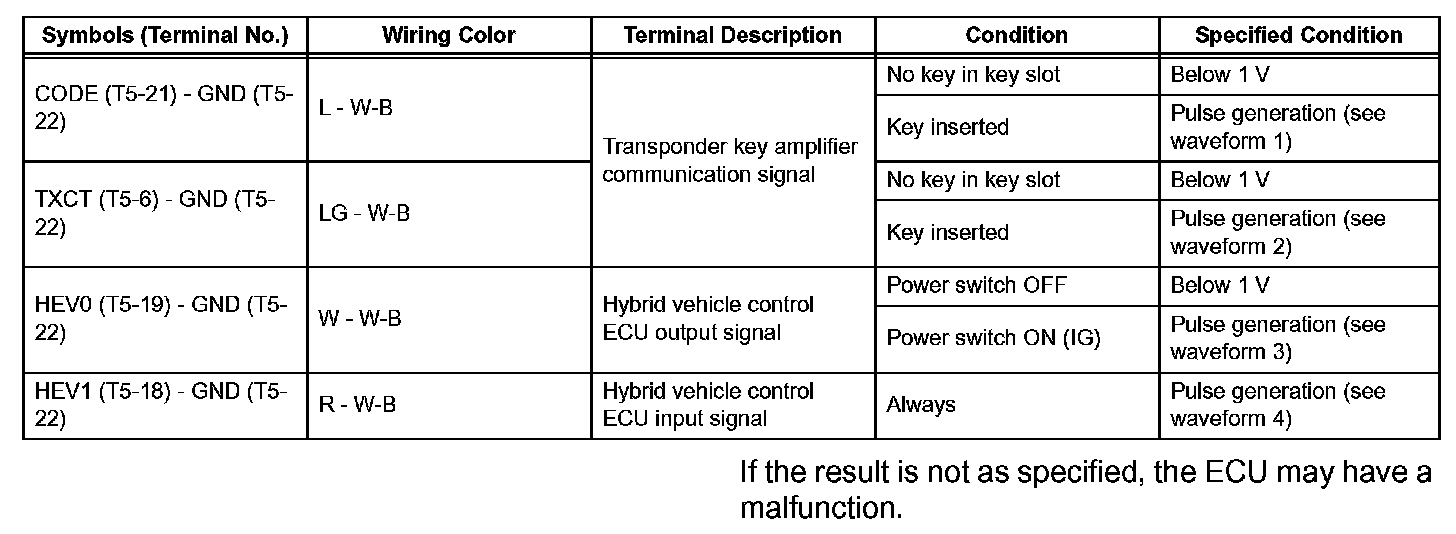 Symbols (Terminal No.) Wiring Color Terminal Description Condition Specified Condition
CODE (T5-21) - GND (T5-
22)
L - W-B
Transponder key amplifier
communication signal
No key in key slot
Below 1 V
Key inserted
Pulse generation (see
waveform 1)
TXCT (T5-6) - GND (T5-
22)
LG - W-B
No key in key slot
Below 1 V
Key inserted
Pulse generation (see
waveform 2)
HEV0 (T5-19) - GND (T5-
22)
W - W-B
Hybrid vehicle control
ECU output signal
Power switch OFF
Below 1 V
Power switch ON (IG)
Pulse generation (see
waveform 3)
HEV1 (T5-18) - GND (T5-
22)
R - W-B
Hybrid vehicle control
ECU input signal
Always
Pulse generation (see
waveform 4)
If the result is not as specified, the ECU may have a
malfunction.